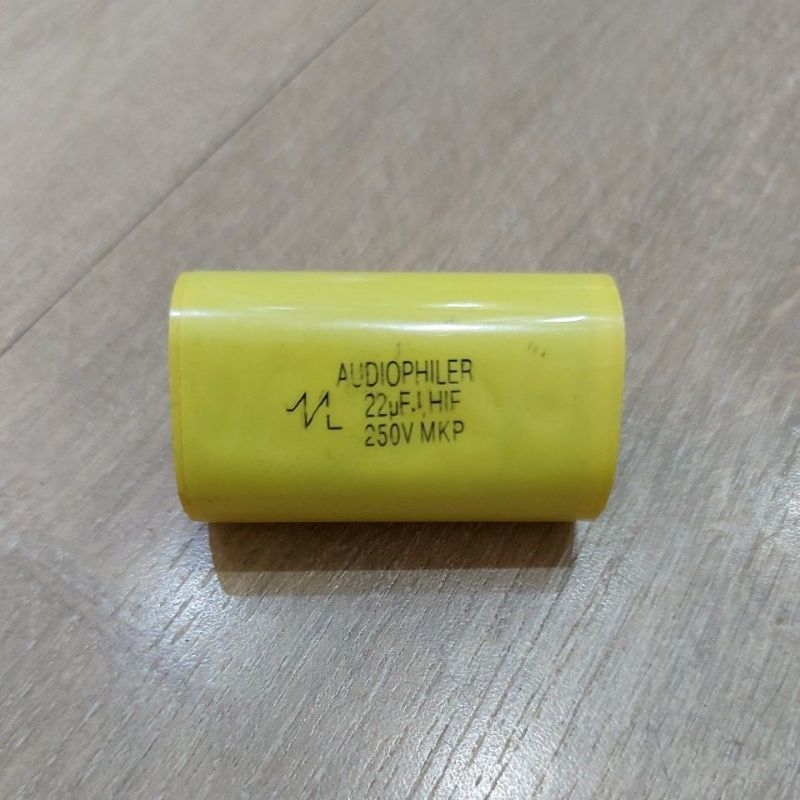 AUDIOPHILER
22µF.J, HIF
250V MKP